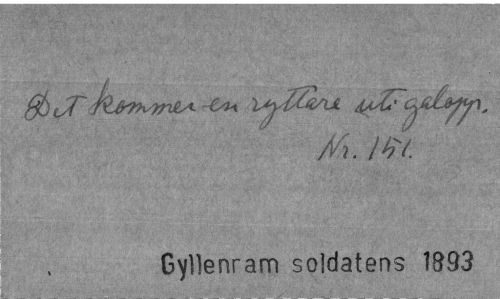 Det kommer en ryttare uti galopp.
Nr. 151.
Gyllenram soldatens 1893